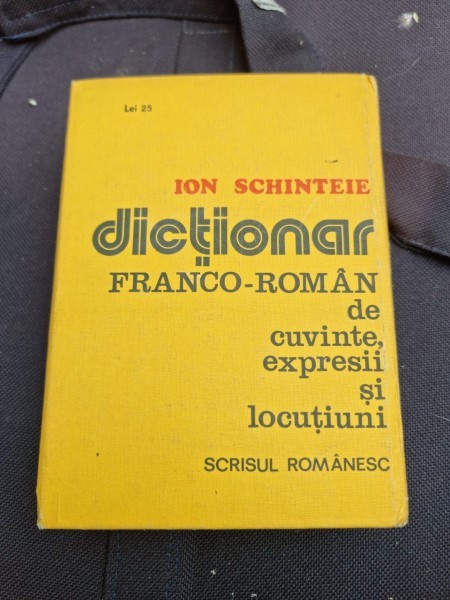 Lei 25
ION SCHINTEIE
dicționar
FRANCO-ROMÂN
de
cuvinte,
expresii
și
locuțiuni
SCRISUL ROMÂNESC